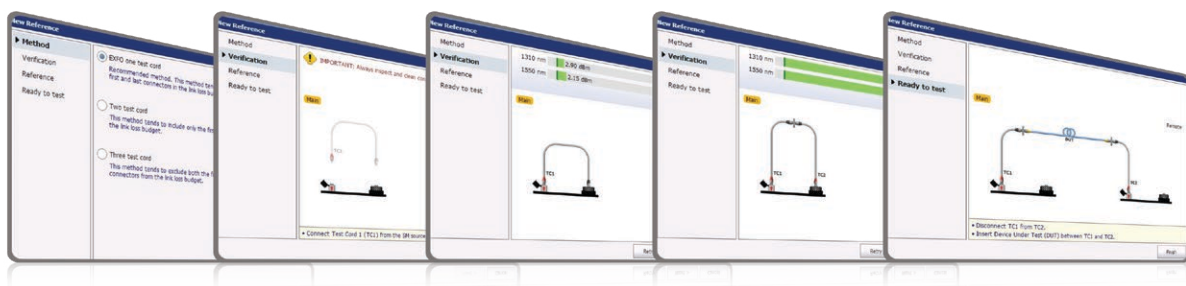 New Reference
Method
Verification
Reference
Ready to test
EXFO one test cord
Recommended method. This method ten
first and last connectors in the link loss bu
Two test cord
This method tends to include only the fir
the link loss budget.
Three test cord
This method tends to exclude both the f
connectors from the link loss budget.
New Reference
Method
Verification
Reference
Ready to test
IMPORTANT: Always inspect and clean con
Main
TC1
• Connect Test Cord 1 (TC1) from the IM source
New Reference
Method
Verification
Reference
Ready to test
1310 nm 2.90 dBm
1550 nm 2.15 dBm
Main
TC1
New Reference
Method
Verification
Reference
Ready to test
1310 nm
1550 nm
Main
TC1 TC2
New Reference
Method
Verification
Reference
Ready to test
Main
Remote
DUT
TC1 TC2
• Disconnect TC1 from TC2.
• Insert Device Under Test (DUT) between TC1 and TC2.